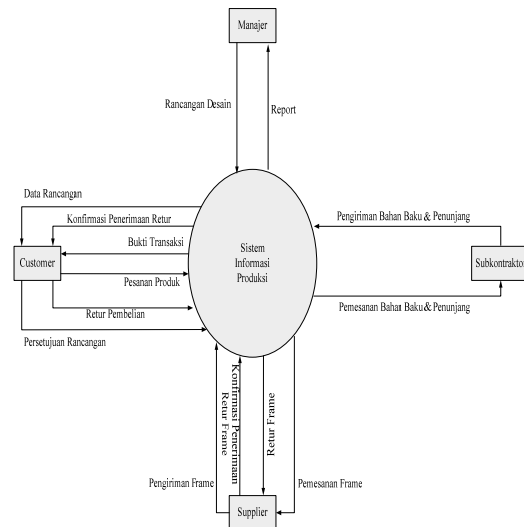 Manajer
Rancangan Desain
Report
Data Rancangan
Konfirmasi Penerimaan Retur
Bukti Transaksi
Customer
Pesanan Produk
Retur Pembelian
Persetujuan Rancangan
Sistem
Informasi
Produksi
Pengiriman Bahan Baku & Penunjang
Subkontraktor
Pemesanan Bahan Baku & Penunjang
Konfirmasi Penerimaan
Retur Frame
Retur Frame
Pengiriman Frame
Pemesanan Frame
Supplier